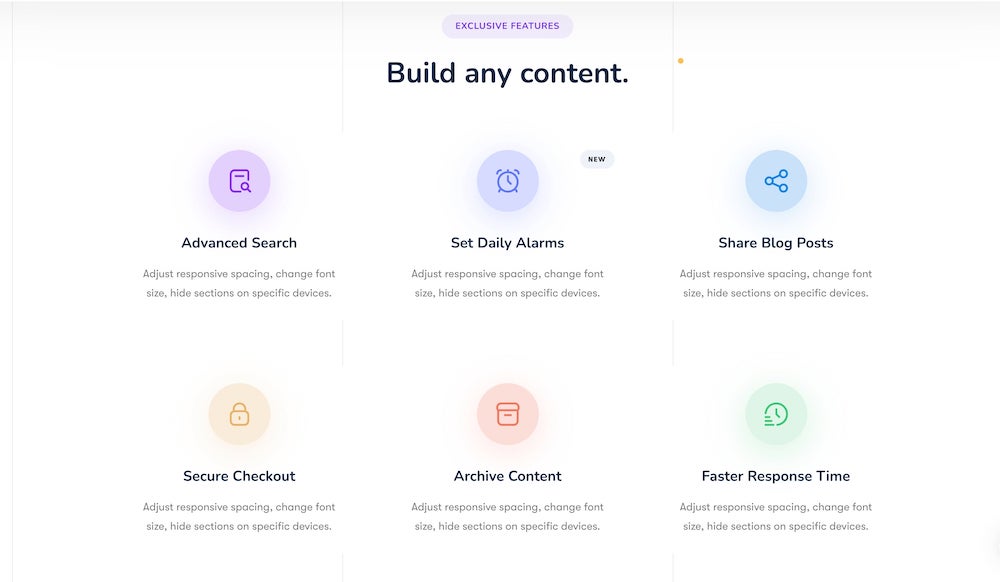 EXCLUSIVE FEATURES
Build any content.
NEW
Advanced Search
Adjust responsive spacing, change font
size, hide sections on specific devices.
Set Daily Alarms
Adjust responsive spacing, change font
size, hide sections on specific devices.
Share Blog Posts
Adjust responsive spacing, change font
size, hide sections on specific devices.
Secure Checkout
Adjust responsive spacing, change font
size, hide sections on specific devices.
Archive Content
Adjust responsive spacing, change font
size, hide sections on specific devices.
Faster Response Time
Adjust responsive spacing, change font
size, hide sections on specific devices.